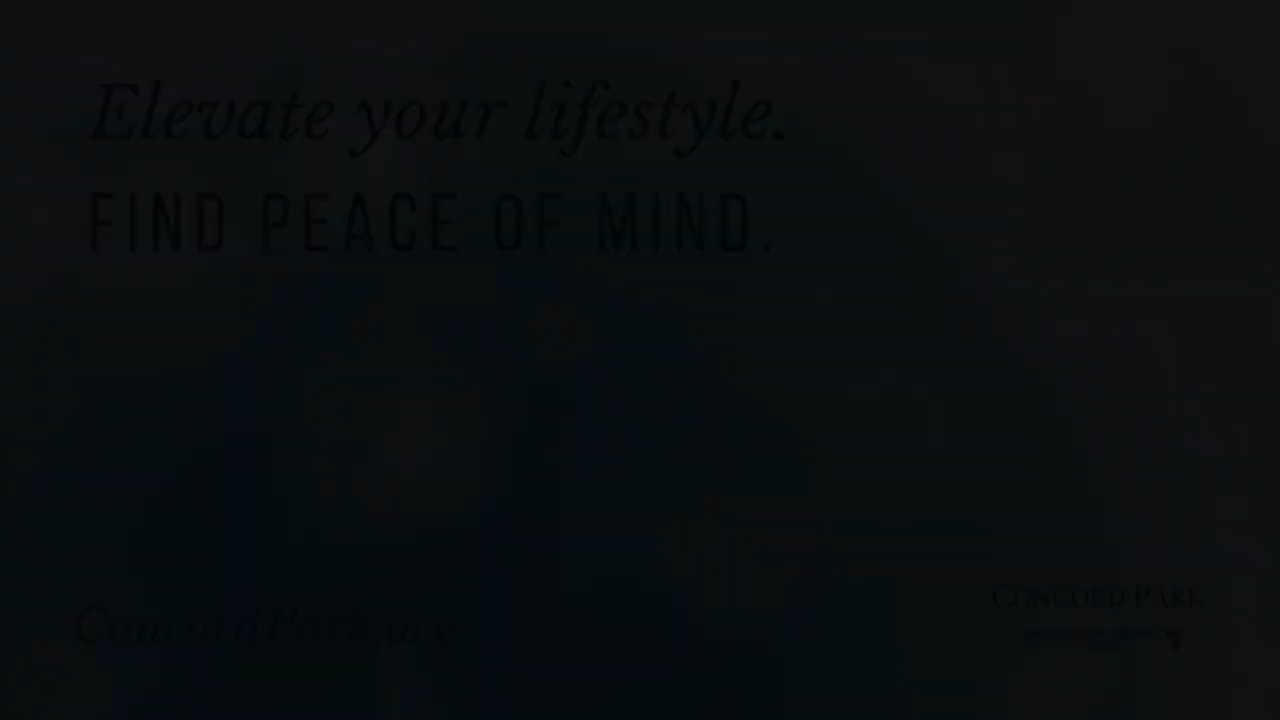 Elevate your lifestyle.
FIND PEACE OF MIND.
ConcordPark.org
CONCORD PARK